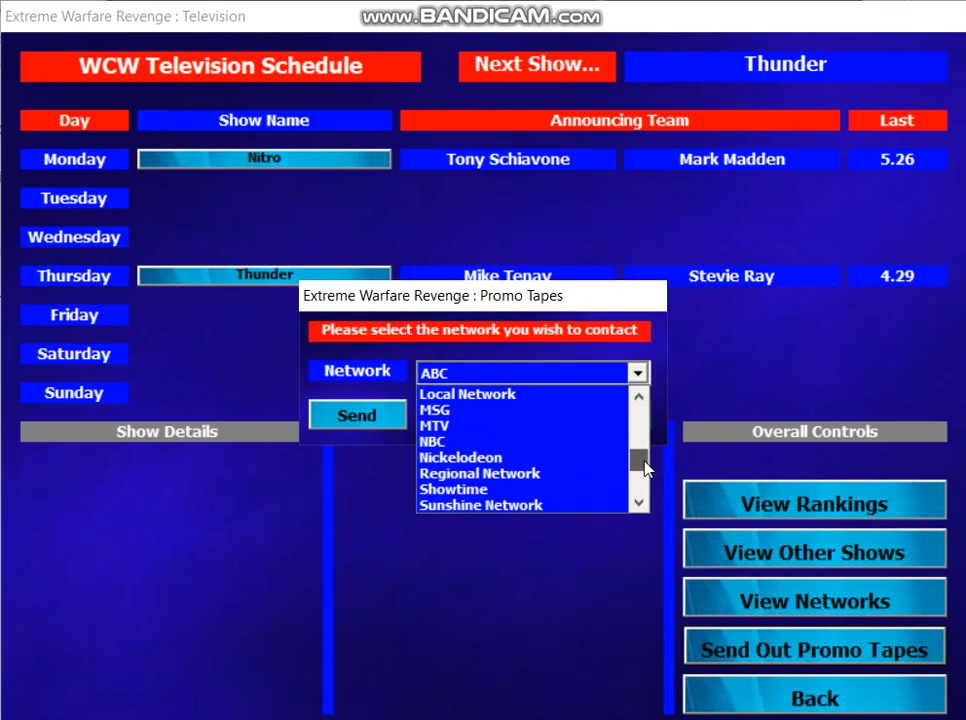 Extreme Warfare Revenge : Television
www.BANDICAM.com
WCW Television Schedule
Next Show...
Thunder
Day
Show Name
Announcing Team
Last
Monday
Nitro
Tony Schiavone
Mark Madden
5.26
Tuesday
Wednesday
Thursday
Thunder
Mike Tenay
Stevie Ray
4.29
Friday
Saturday
Sunday
Extreme Warfare Revenge : Promo Tapes
Please select the network you wish to contact
Network
ABC
Send
Local Network
MSG
MTV
NBC
Nickelodeon
Regional Network
Showtime
Sunshine Network
Show Details
Overall Controls
View Rankings
View Other Shows
View Networks
Send Out Promo Tapes
Back